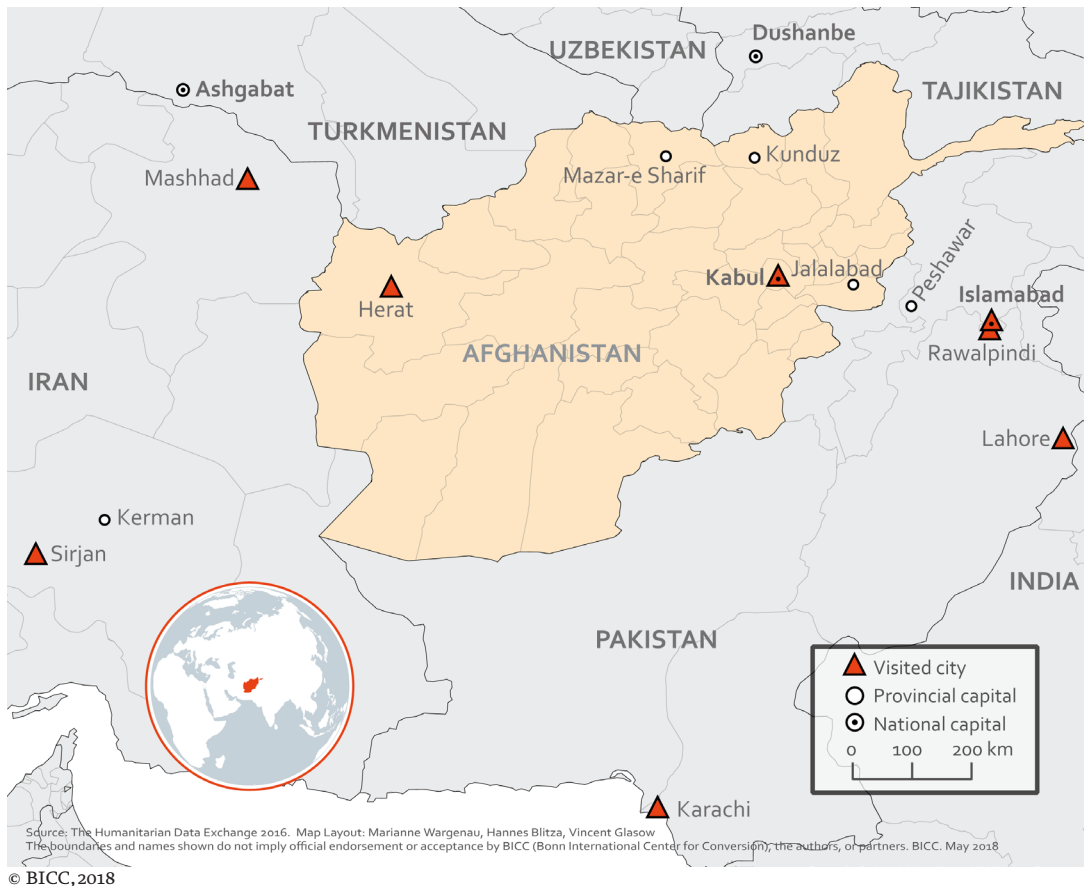 Dushanbe
UZBEKISTAN
Ashgabat
TAJIKISTAN
TURKMENISTAN
Kunduz
Mazar-e Sharif
Mashhad
Peshawar
Kabul
Jalalabad
Islamabad
Herat
AFGHANISTAN
Rawalpindi
IRAN
Lahore
Kerman
Sirjan
INDIA
PAKISTAN
Visited city
Provincial capital
National capital
0 100 200 km
Karachi
Source: The Humanitarian Data Exchange 2016. Map Layout: Marianne Wargenau, Hannes Blitza, Vincent Glasow
The boundaries and names shown do not imply official endorsement or acceptance by BICC (Bonn International Center for Conversion), the authors, or partners. BICC. May 2018
© BICC, 2018